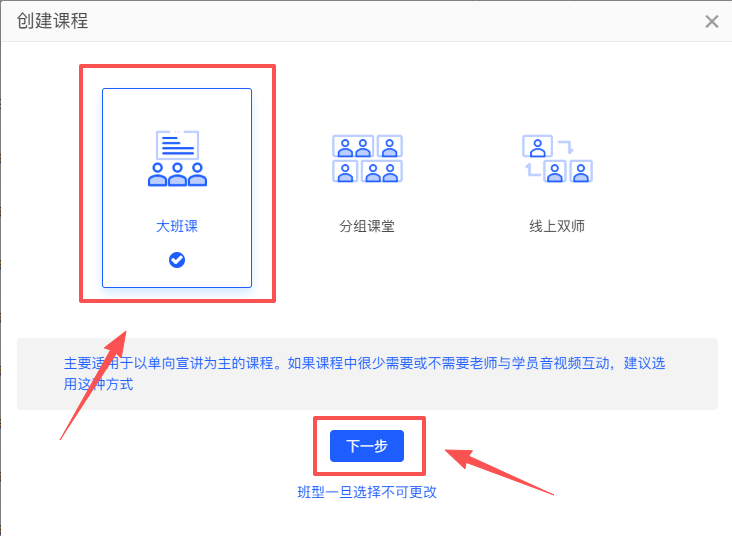 创建课程
大班课
分组课堂
线上双师
主要适用于以单向宣讲为主的课程。如果课程中很少需要或不需要老师与学员音视频互动，建议选
用这种方式
下一步
班型一旦选择不可更改